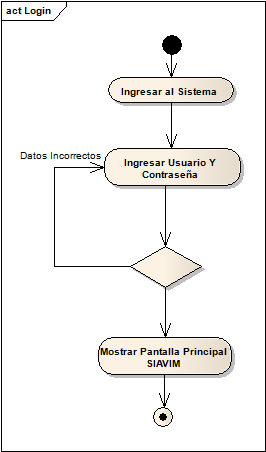 act Login
Ingresar al Sistema
Datos Incorrectos
Ingresar Usuario Y
Contraseña
Mostrar Pantalla Principal
SIAVIM